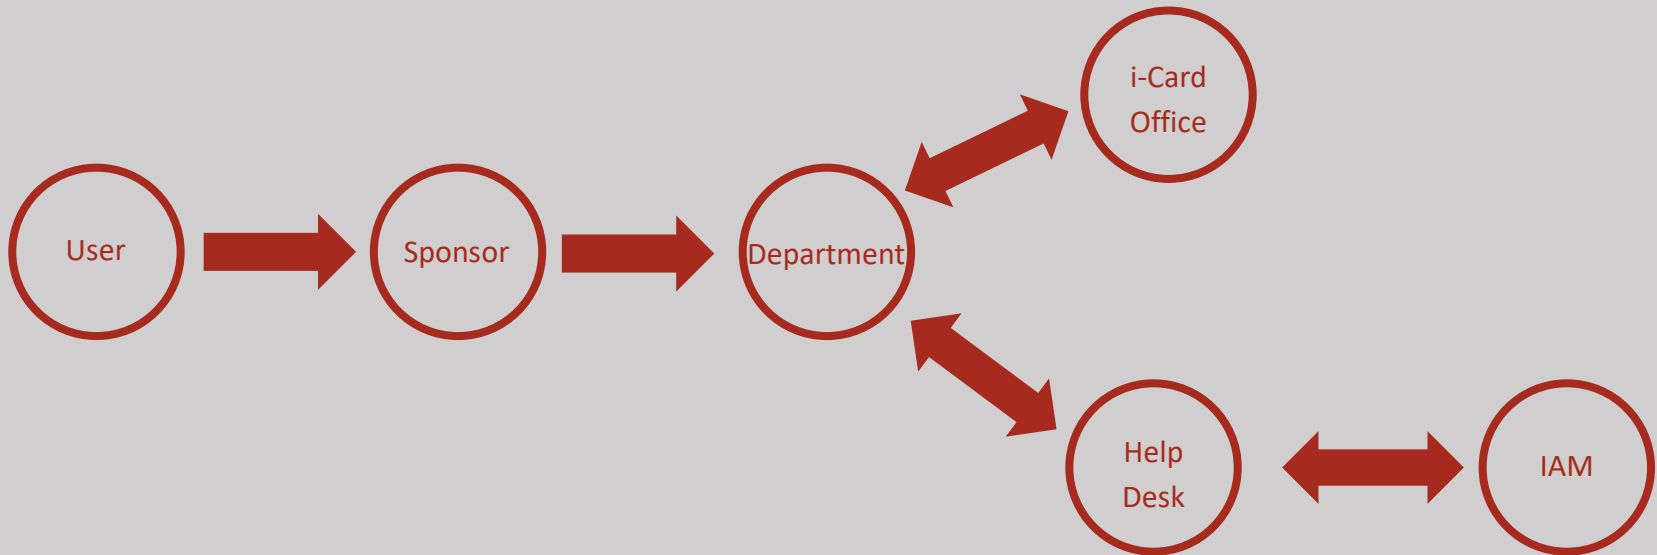 User
Sponsor
Department
i-Card
Office
Help
Desk
IAM